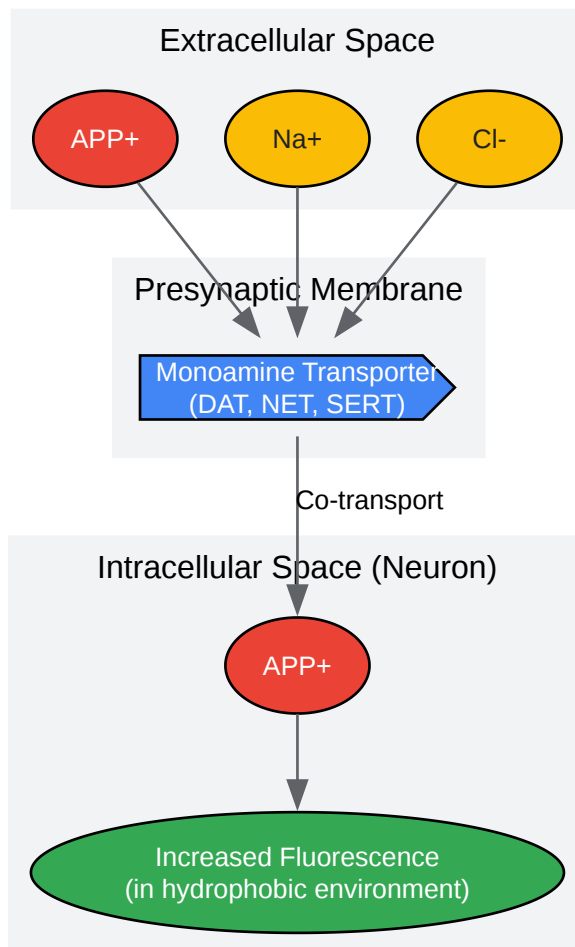 Extracellular Space
APP+
Na+
Cl-
Presynaptic Membrane
Monoamine Transporter
(DAT, NET, SERT)
Co-transport
Intracellular Space (Neuron)
APP+
Increased Fluorescence
(in hydrophobic environment)